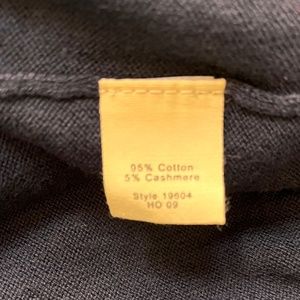 95% Cotton
5% Cashmere
Style 19604
HO 09